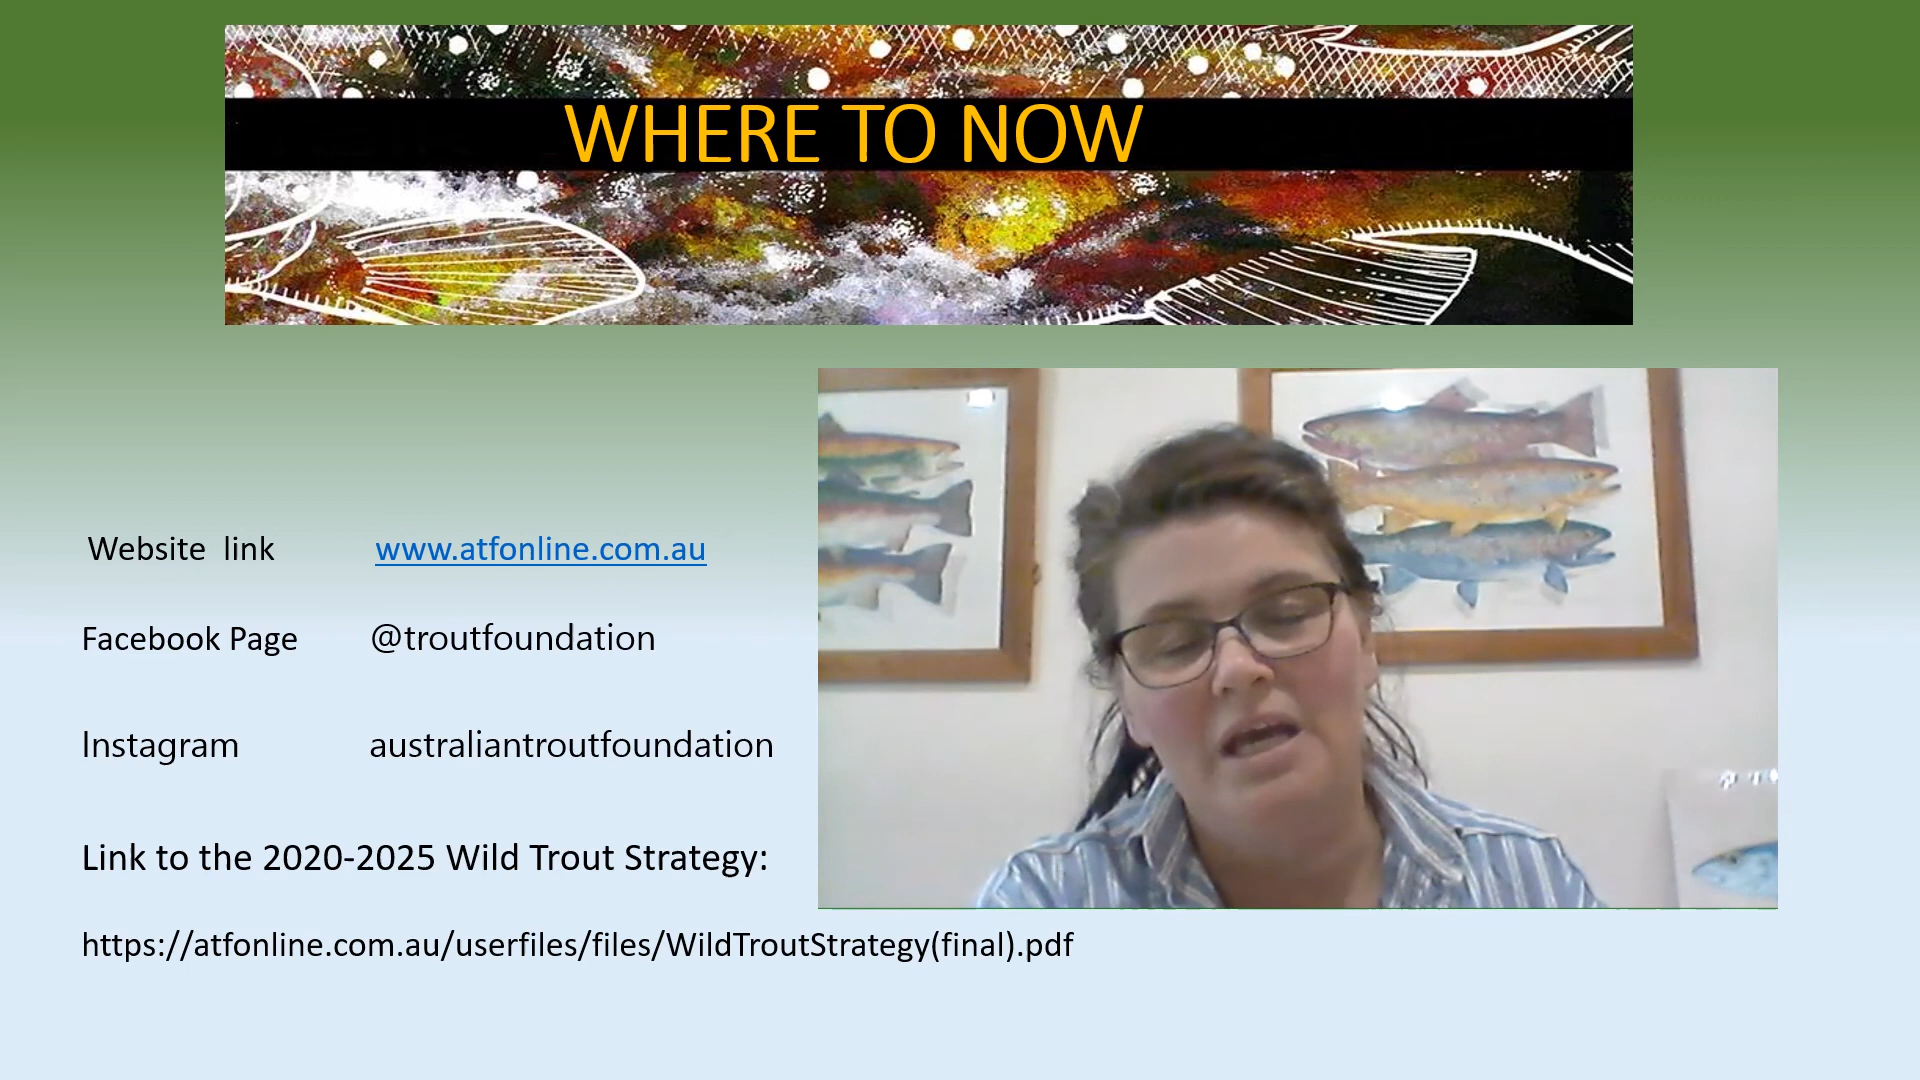 WHERE TO NOW
Website link www.atfonline.com.au
Facebook Page @troutfoundation
Instagram australiantroutfoundation
Link to the 2020-2025 Wild Trout Strategy:
https://atfonline.com.au/userfiles/files/WildTroutStrategy(final).pdf